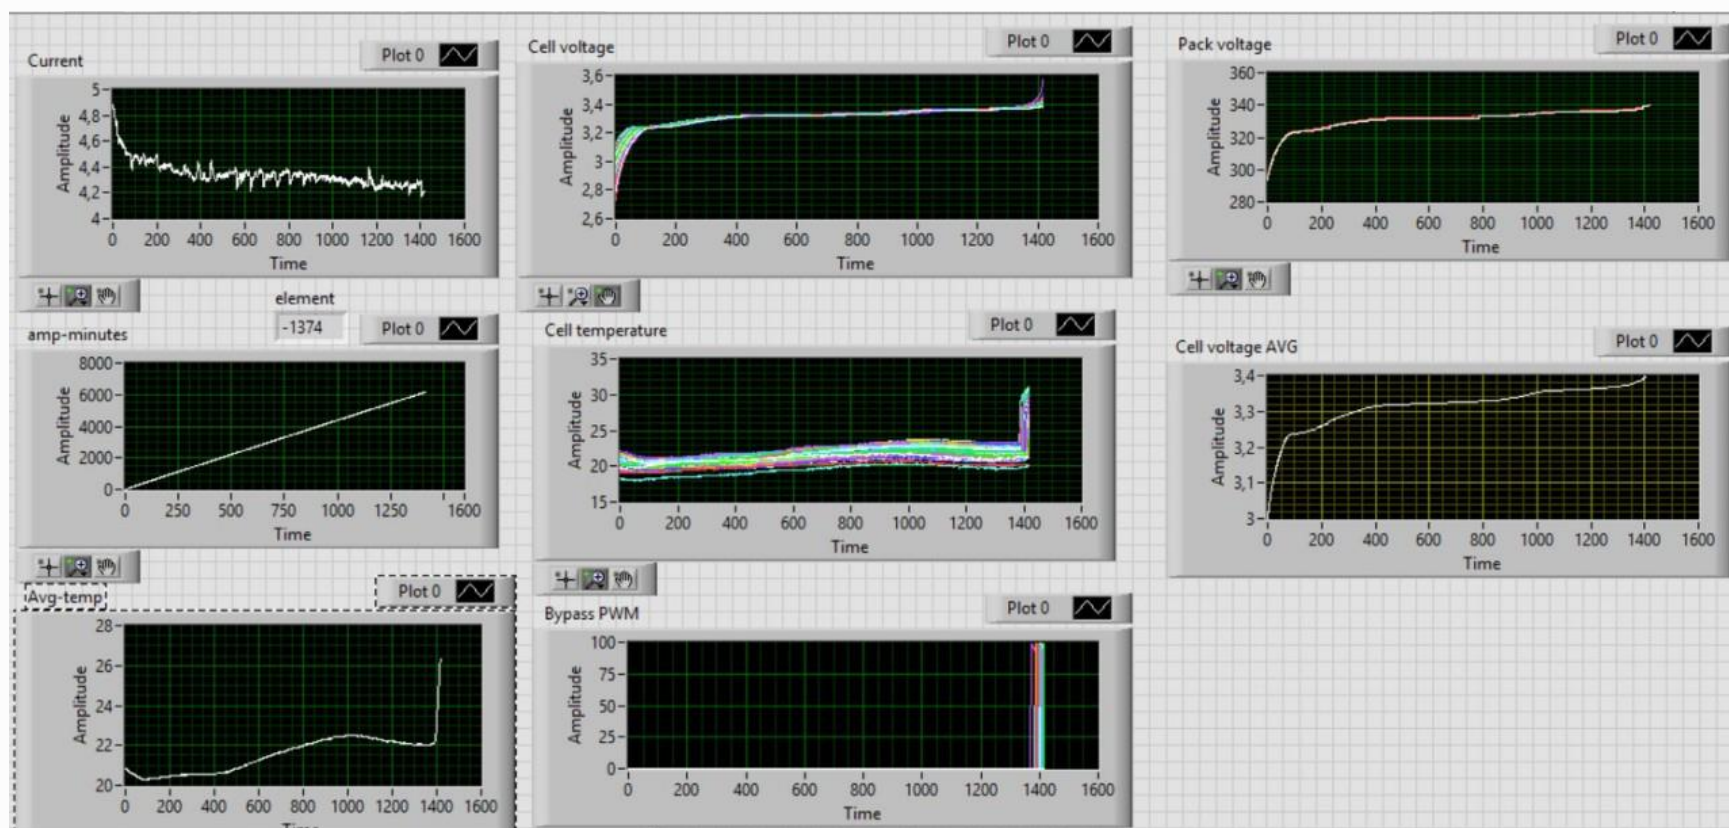 Current
Plot 0
5
4,8
4,6
4,4
4,2
4
Amplitude
0 200 400 600 800 1000 1200 1400 1600
Time
Cell voltage
Plot 0
3,6
3,4
3,2
3
2,8
2,6
Amplitude
0 200 400 600 800 1000 1200 1400 1600
Time
Pack voltage
Plot 0
360
340
320
300
280
Amplitude
0 200 400 600 800 1000 1200 1400 1600
Time
element
-1374
amp-minutes
Plot 0
8000
6000
4000
2000
0
Amplitude
0 250 500 750 1000 1250 1600
Time
Cell temperature
Plot 0
35
30
25
20
15
Amplitude
0 200 400 600 800 1000 1200 1400 1600
Time
Cell voltage AVG
Plot 0
3,4
3,3
3,2
3,1
3
Amplitude
0 200 400 600 800 1000 1200 1400 1600
Time
Avg-temp
Plot 0
28
26
24
22
20
Amplitude
0 200 400 600 800 1000 1200 1400 1600
Time
Bypass PWM
Plot 0
100
75
50
25
0
Amplitude
0 200 400 600 800 1000 1200 1400 1600
Time